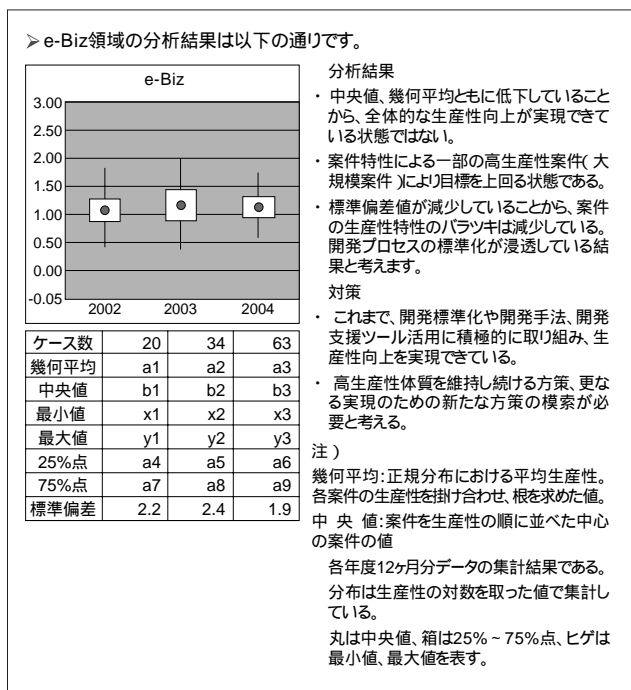 ➢e-Biz領域の分析結果は以下の通りです。
e-Biz
3.00
2.50
2.00
1.50
1.00
0.50
0.00
-0.05
2002 2003 2004
ケース数 20 34 63
幾何平均 a1 a2 a3
中央値 b1 b2 b3
最小値 x1 x2 x3
最大値 y1 y2 y3
25%点 a4 a5 a6
75%点 a7 a8 a9
標準偏差 2.2 2.4 1.9
分析結果
・ 中央値、幾何平均ともに低下していること
から、全体的な生産性向上が実現できて
いる状態ではない。
・ 案件特性による一部の高生産性案件(大
規模案件)により目標を上回る状態である。
・ 標準偏差値が減少していることから、案件
の生産性特性のバラツキは減少している。
開発プロセスの標準化が浸透している結
果と考えます。
対策
・ これまで、開発標準化や開発手法、開発
支援ツール活用に積極的に取り組み、生
産性向上を実現できている。
・ 高生産性体質を維持し続ける方策、更な
る実現のための新たな方策の模索が必
要と考える。
注)
幾何平均:正規分布における平均生産性。
各案件の生産性を掛け合わせ、根を求めた値。
中 央 値:案件を生産性の順に並べた中心
の案件の値
各年度12ヶ月分データの集計結果である。
分布は生産性の対数を取った値で集計し
ている。
丸は中央値、箱は25%~75%点、ヒゲは
最小値、最大値を表す。